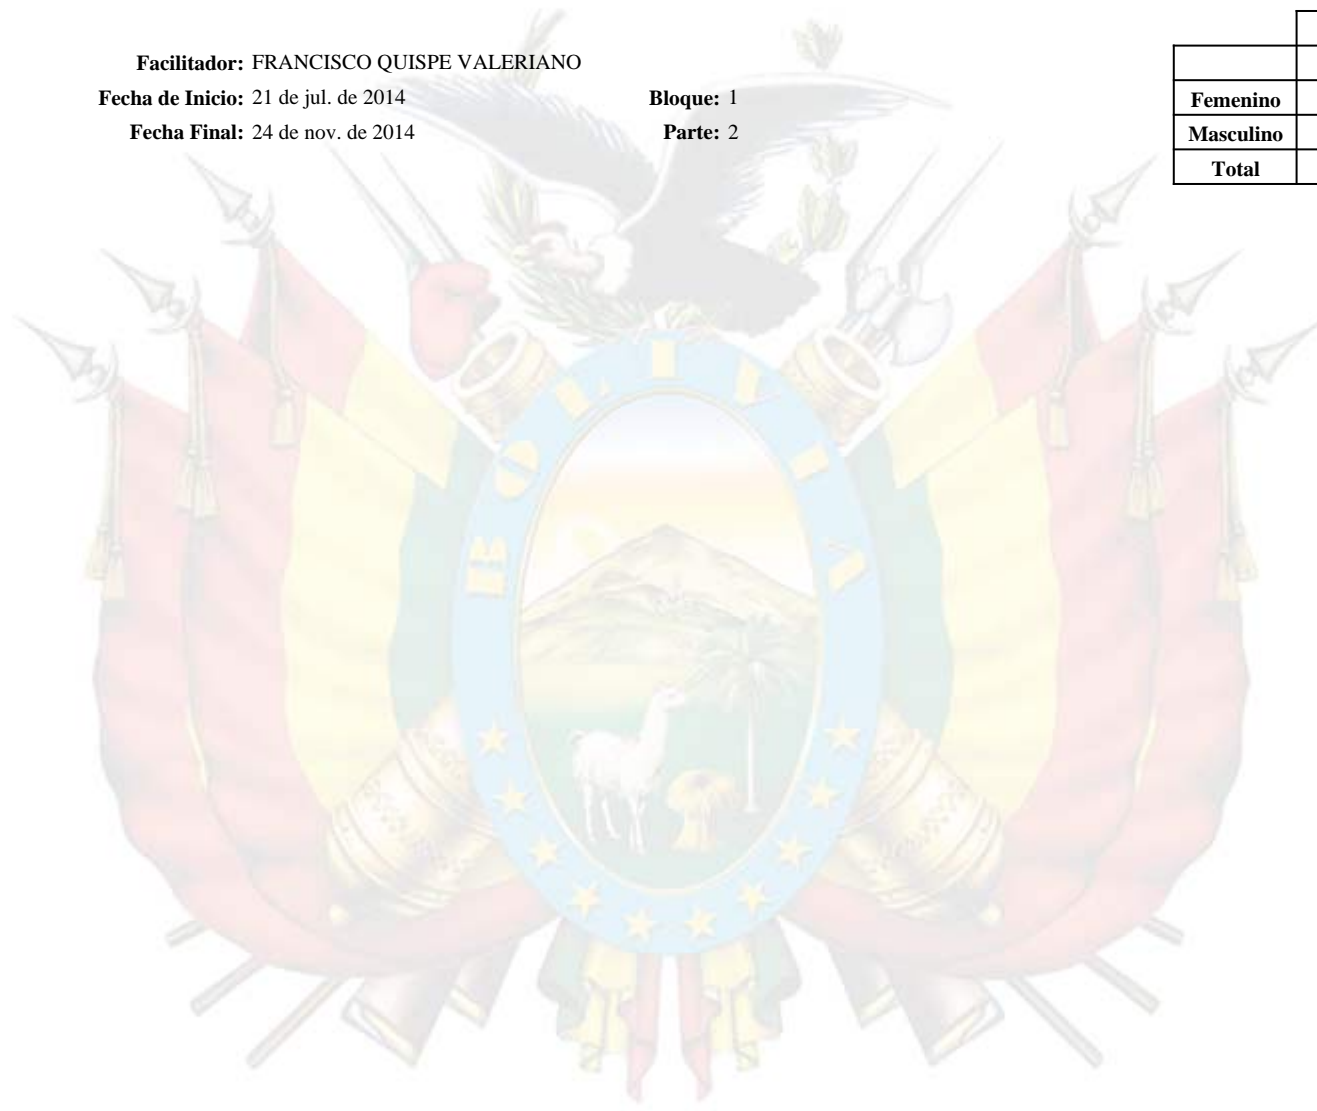 Facilitador: FRANCISCO QUISPE VALERIANO
Fecha de Inicio: 21 de jul. de 2014 Bloque: 1
Fecha Final: 24 de nov. de 2014 Parte: 2
Femenino
Masculino
Total
BOLIVIA